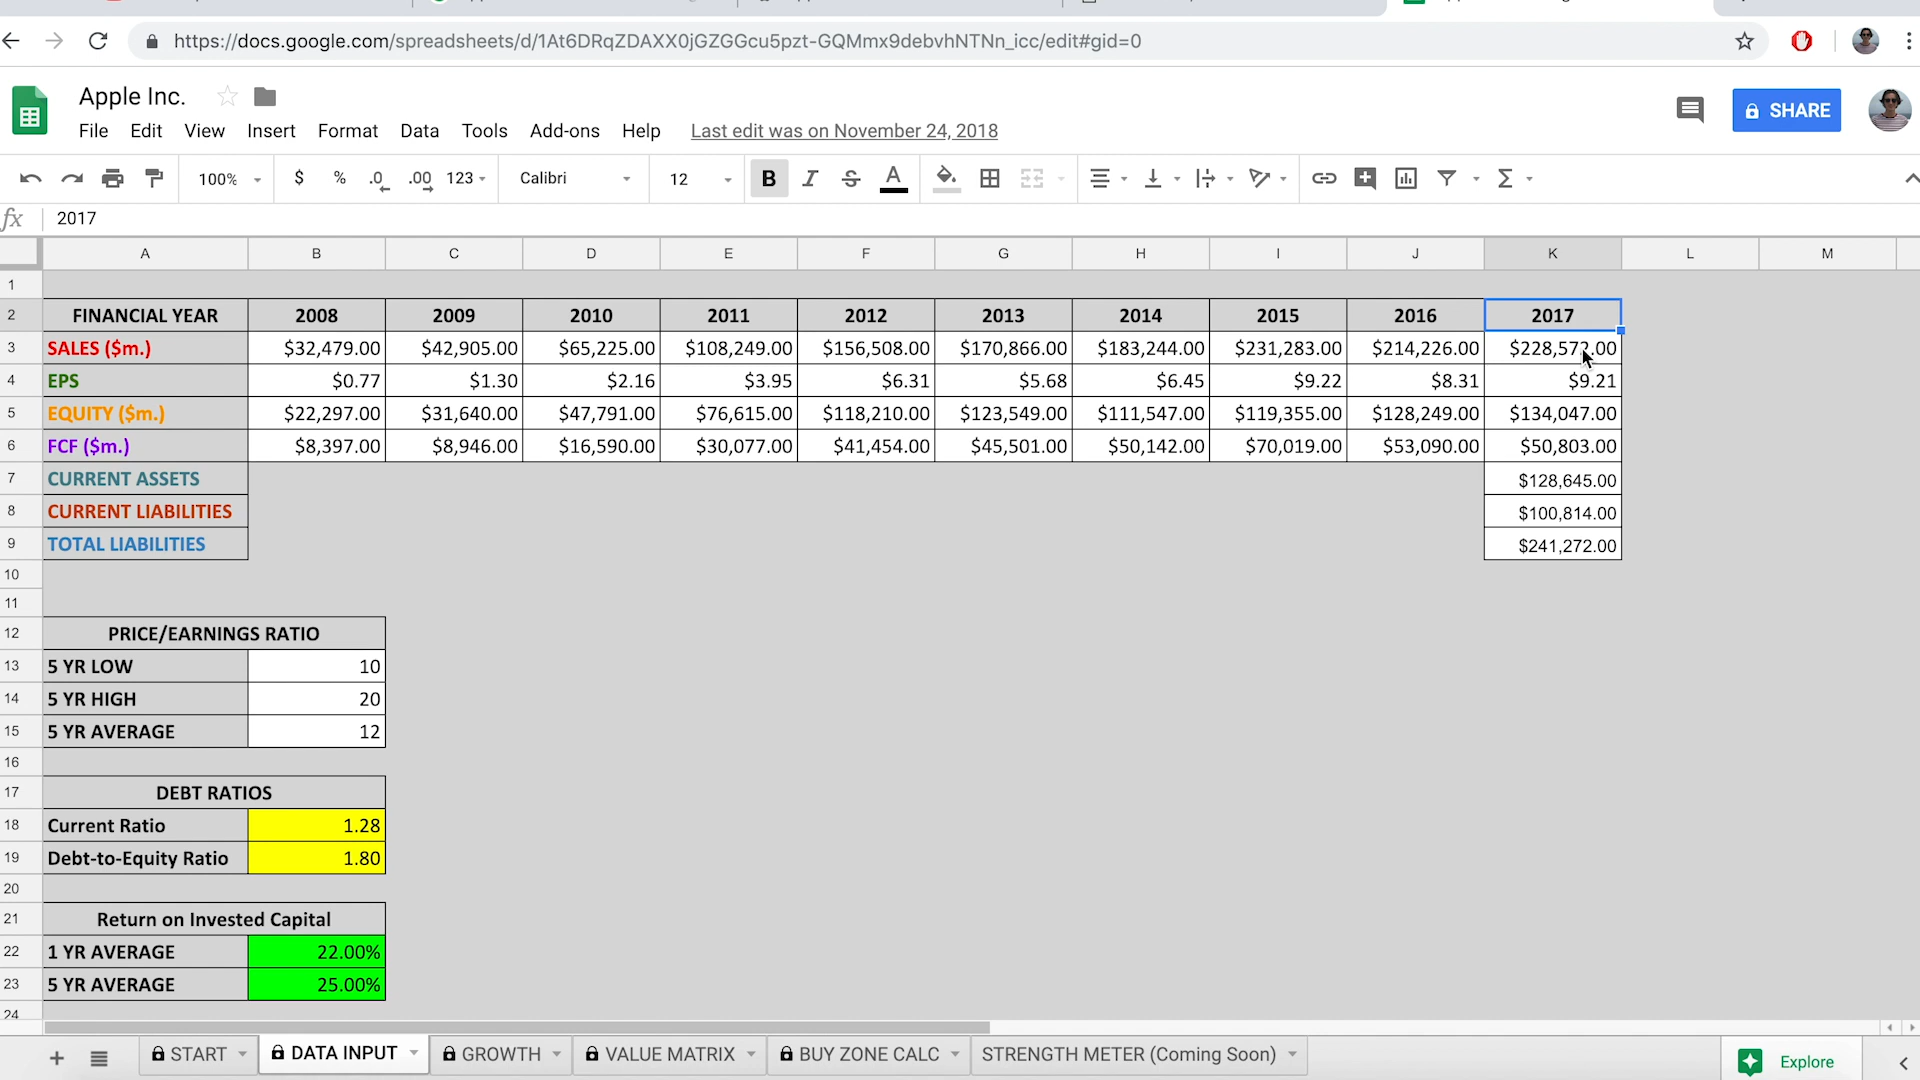 https://docs.google.com/spreadsheets/d/1At6DRqZDAXX0jGZGGcu5pzt-GQMmx9debvhNTNn_icc/edit#gid=0
Apple Inc.
File Edit View Insert Format Data Tools Add-ons Help Last edit was on November 24, 2018
SHARE
100% $ % .0 .00 123 Calibri 12 B I S A Σ
fx 2017
A B C D E F G H I J K L M
1
2 FINANCIAL YEAR 2008 2009 2010 2011 2012 2013 2014 2015 2016 2017
3 SALES ($m.) $32,479.00 $42,905.00 $65,225.00 $108,249.00 $156,508.00 $170,866.00 $183,244.00 $231,283.00 $214,226.00
4 EPS $0.77 $1.30 $2.16 $3.95 $6.31 $5.68 $6.45 $9.22 $8.31 $9.21
5 EQUITY ($m.) $22,297.00 $31,640.00 $47,791.00 $76,615.00 $118,210.00 $123,549.00 $111,547.00 $119,355.00 $128,249.00 $134,047.00
6 FCF ($m.) $8,397.00 $8,946.00 $16,590.00 $30,077.00 $41,454.00 $45,501.00 $50,142.00 $70,019.00 $53,090.00 $50,803.00
7 CURRENT ASSETS $128,645.00
8 CURRENT LIABILITIES $100,814.00
9 TOTAL LIABILITIES $241,272.00
10
11
12 PRICE/EARNINGS RATIO
13 5 YR LOW 10
14 5 YR HIGH 20
15 5 YR AVERAGE 12
16
17 DEBT RATIOS
18 Current Ratio 1.28
19 Debt-to-Equity Ratio 1.80
20
21 Return on Invested Capital
22 1 YR AVERAGE 22.00%
23 5 YR AVERAGE 25.00%
24
START DATA INPUT GROWTH VALUE MATRIX BUY ZONE CALC STRENGTH METER (Coming Soon) Explore